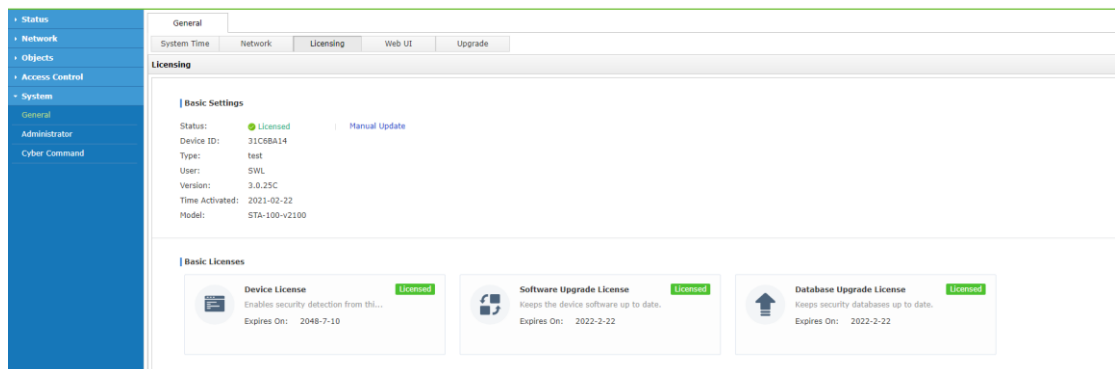 Status
Network
Objects
Access Control
System
General
Administrator
Cyber Command
General
System Time Network Licensing Web UI Upgrade
Licensing
Basic Settings
Status: Licensed Manual Update
Device ID: 31C6BA14
Type: test
User: SWL
Version: 3.0.25C
Time Activated: 2021-02-22
Model: STA-100-v2100
Basic Licenses
Device License Licensed
Enables security detection from thi...
Expires On: 2048-7-10
Software Upgrade License Licensed
Keeps the device software up to date.
Expires On: 2022-2-22
Database Upgrade License Licensed
Keeps security databases up to date.
Expires On: 2022-2-22